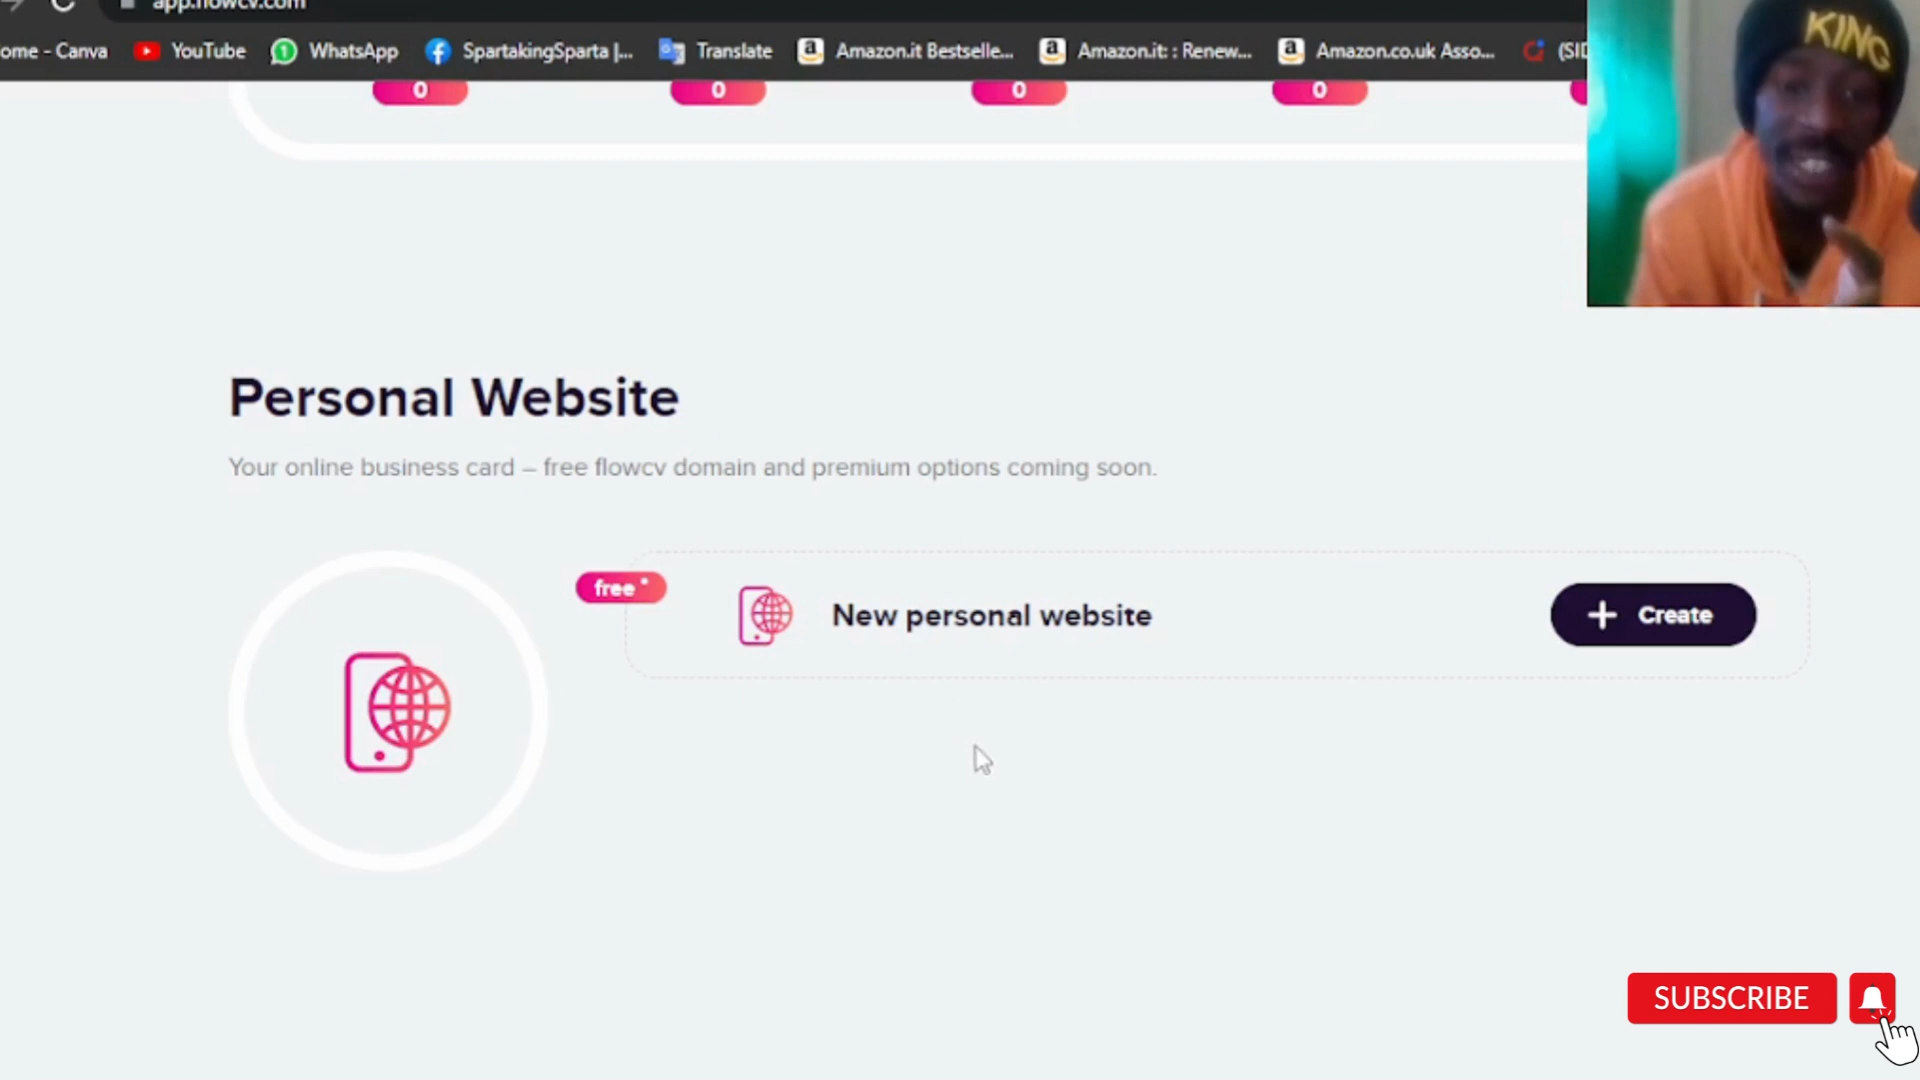 app.flowcv.com
ome - Canva YouTube WhatsApp SpartakingSparta |... Translate Amazon.it Bestselle... Amazon.it: : Renew... Amazon.co.uk Asso... (SID
0 0 0 0
KING
Personal Website
Your online business card – free flowcv domain and premium options coming soon.
free *
New personal website
+ Create
SUBSCRIBE